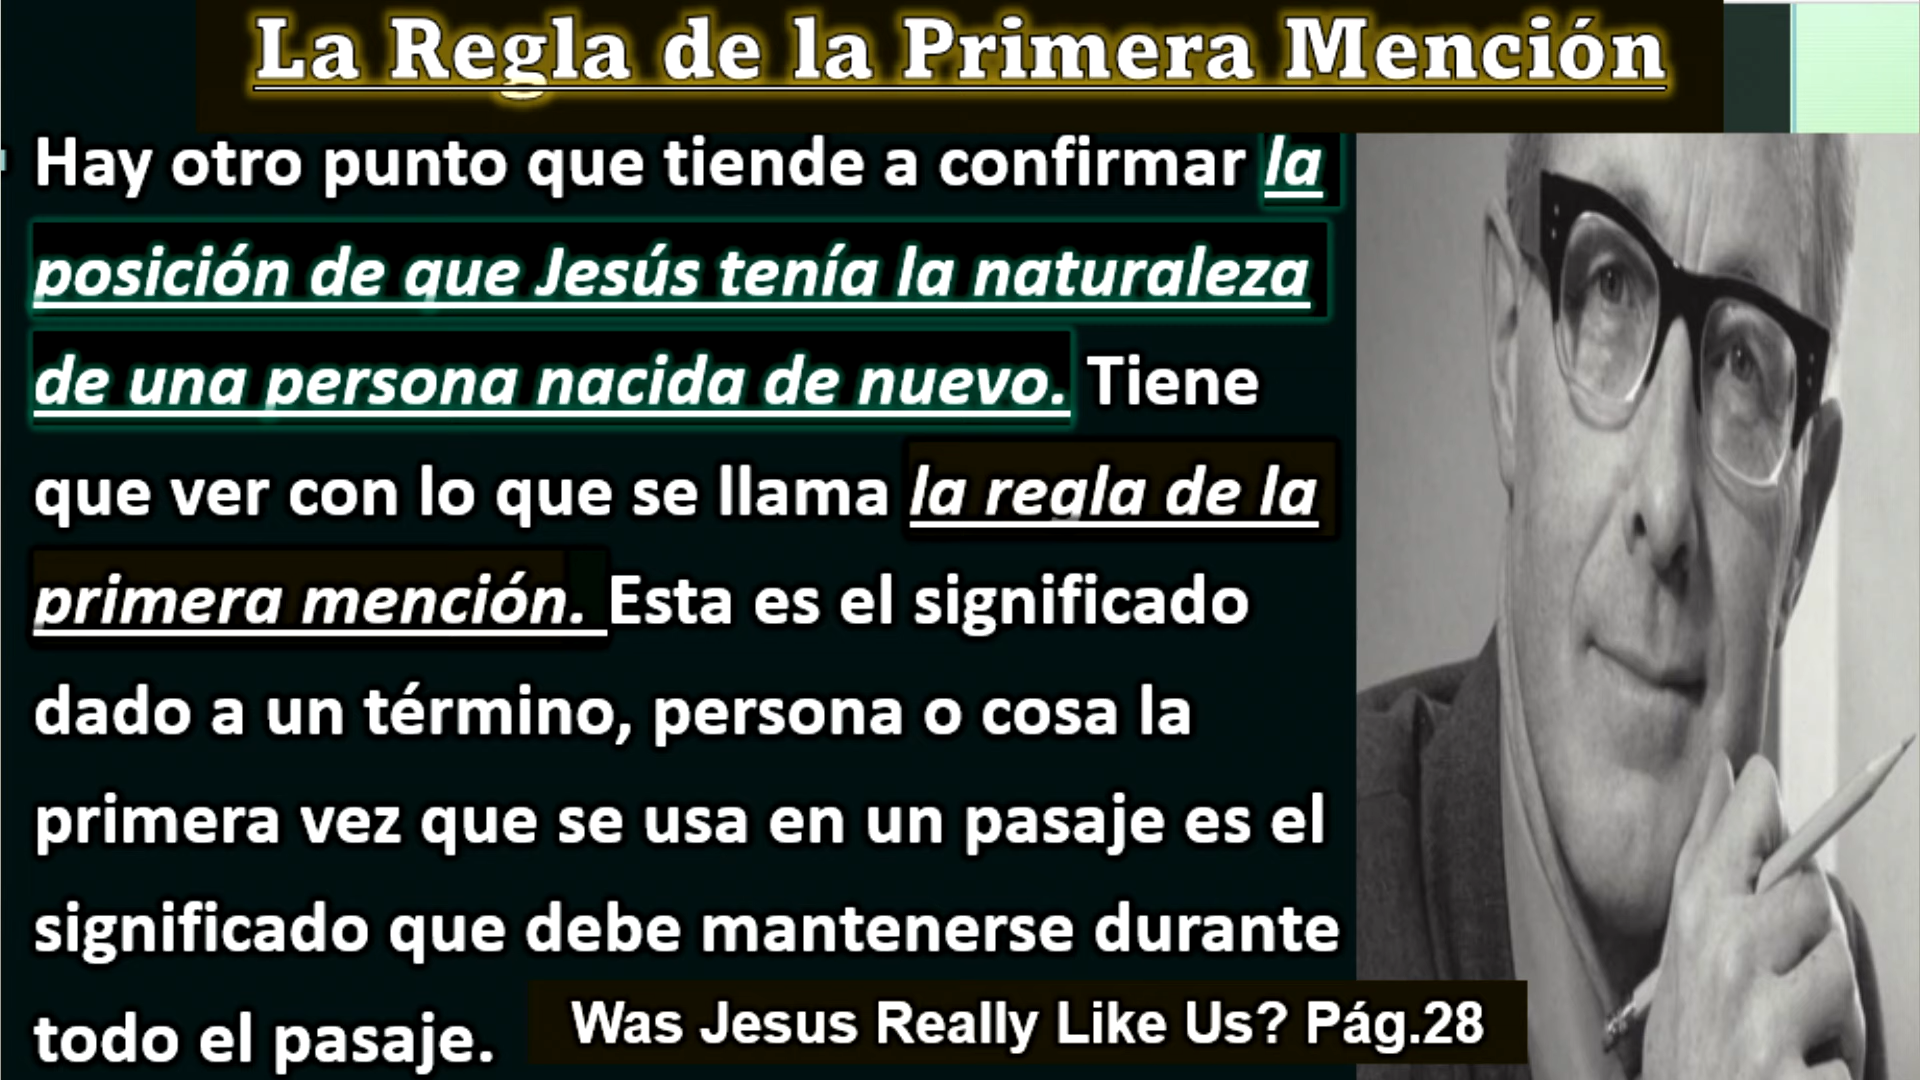 La Regla de la Primera Mención
Hay otro punto que tiende a confirmar la
posición de que Jesús tenía la naturaleza
de una persona nacida de nuevo. Tiene
que ver con lo que se llama la regla de la
primera mención. Esta es el significado
dado a un término, persona o cosa la
primera vez que se usa en un pasaje es el
significado que debe mantenerse durante
todo el pasaje.
Was Jesus Really Like Us? Pág.28